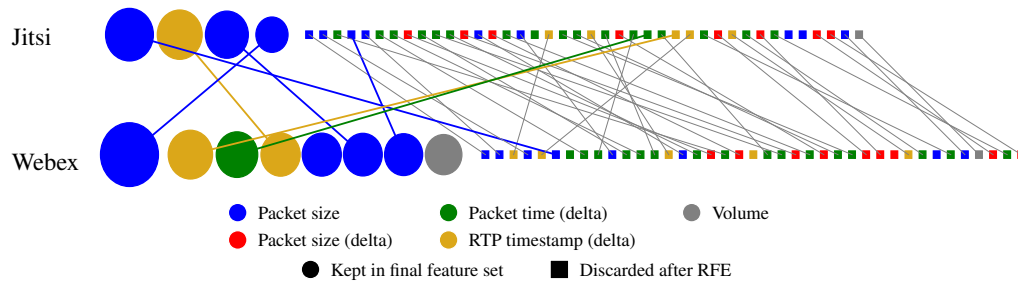 Jitsi
Webex
Packet size
Packet time (delta)
Volume
Packet size (delta)
RTP timestamp (delta)
Kept in final feature set
Discarded after RFE